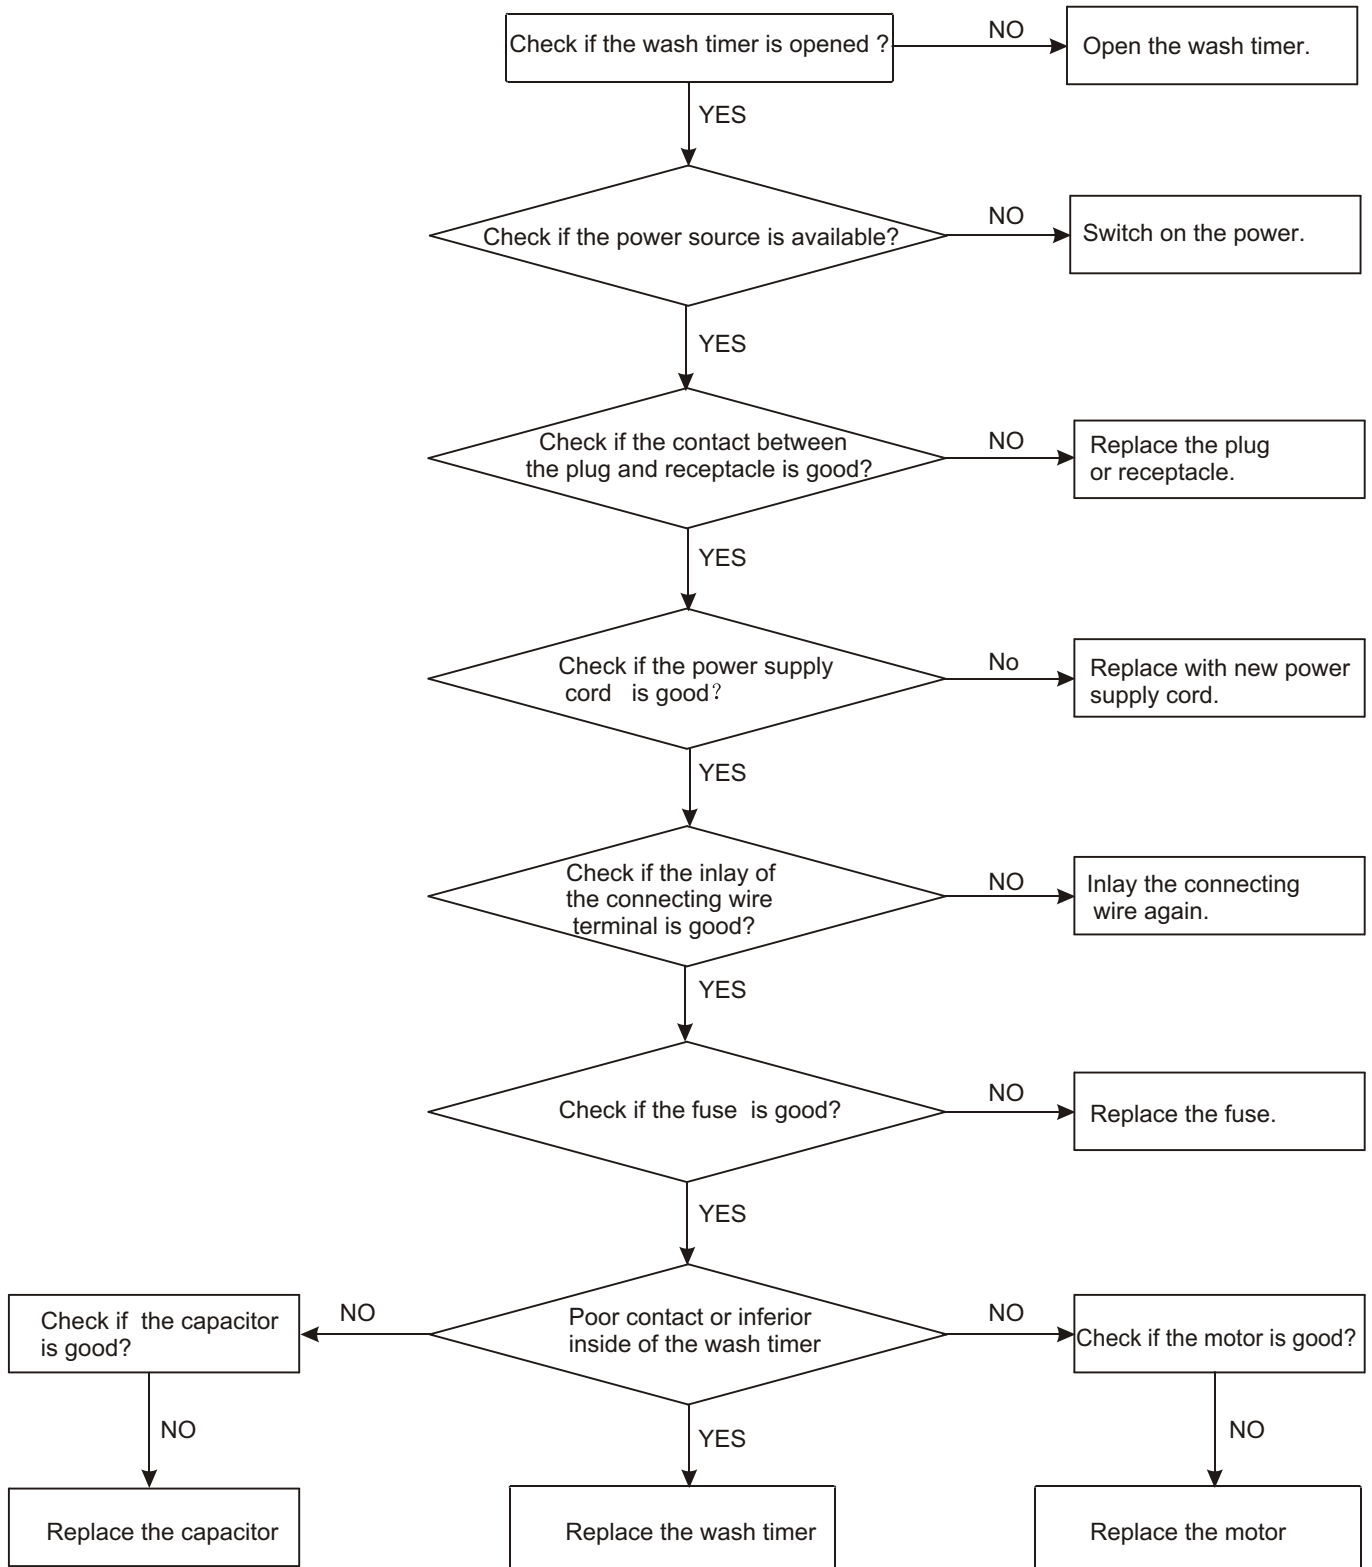 Check if the wash timer is opened ?
NO
Open the wash timer.
YES
Check if the power source is available?
NO
Switch on the power.
YES
Check if the contact between
the plug and receptacle is good?
NO
Replace the plug
or receptacle.
YES
Check if the power supply
cord is good?
No
Replace with new power
supply cord.
YES
Check if the inlay of
the connecting wire
terminal is good?
NO
Inlay the connecting
wire again.
YES
Check if the fuse is good?
NO
Replace the fuse.
YES
Check if the capacitor
is good?
NO
Poor contact or inferior
inside of the wash timer
NO
Check if the motor is good?
NO
YES
NO
Replace the capacitor
Replace the wash timer
Replace the motor